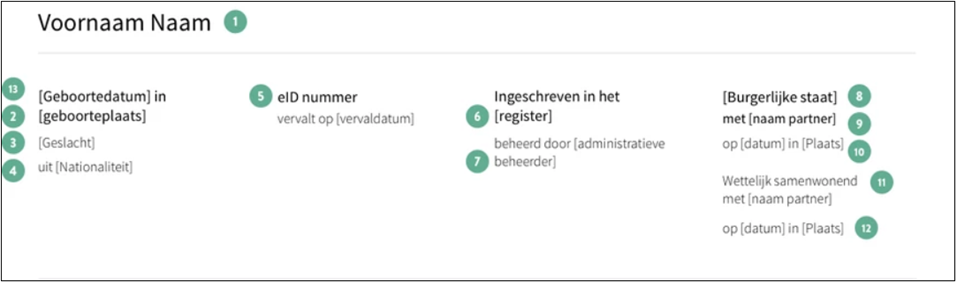 Voornaam Naam 1
13 [Geboortedatum] in
2 [geboorteplaats]
3 [Geslacht]
4 uit [Nationaliteit]
5 eID nummer
vervalt op [vervaldatum]
Ingeschreven in het
6 [register]
beheerd door [administratieve
7 beheerder]
[Burgerlijke staat] 8
met [naam partner] 9
op [datum] in [Plaats] 10
Wettelijk samenwonend 11
met [naam partner]
op [datum] in [Plaats] 12